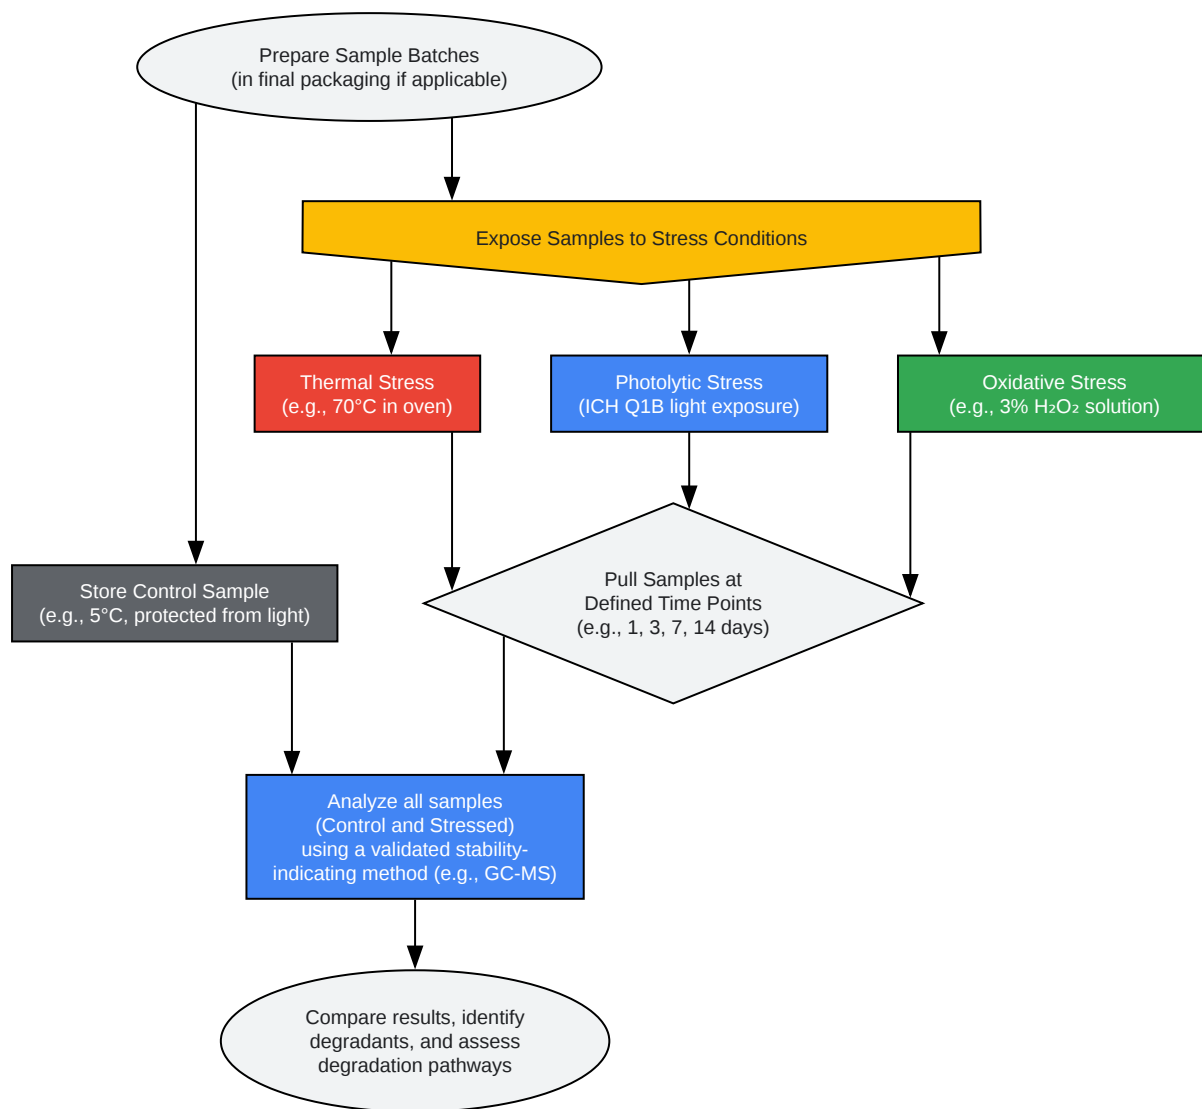 Prepare Sample Batches
(in final packaging if applicable)
Expose Samples to Stress Conditions
Thermal Stress
(e.g., 70°C in oven)
Photolytic Stress
(ICH Q1B light exposure)
Oxidative Stress
(e.g., 3% H₂O₂ solution)
Store Control Sample
(e.g., 5°C, protected from light)
Pull Samples at
Defined Time Points
(e.g., 1, 3, 7, 14 days)
Analyze all samples
(Control and Stressed)
using a validated stability-
indicating method (e.g., GC-MS)
Compare results, identify
degradants, and assess
degradation pathways